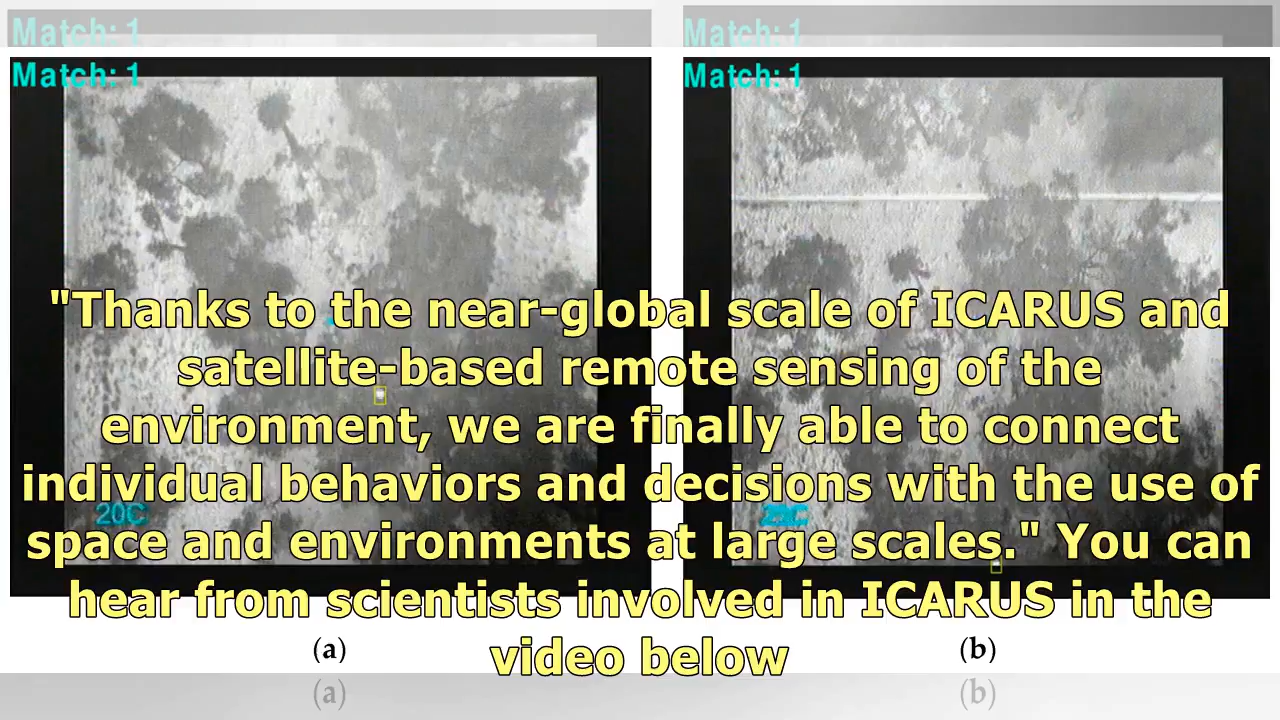 Match: 1
Match: 1
Match: 1
Match: 1
"Thanks to the near-global scale of ICARUS and
satellite-based remote sensing of the
environment, we are finally able to connect
individual behaviors and decisions with the use of
20C
space and environments at large scales." You can
hear from scientists involved in ICARUS in the
video below
(a)
(b)
(a)
(b)